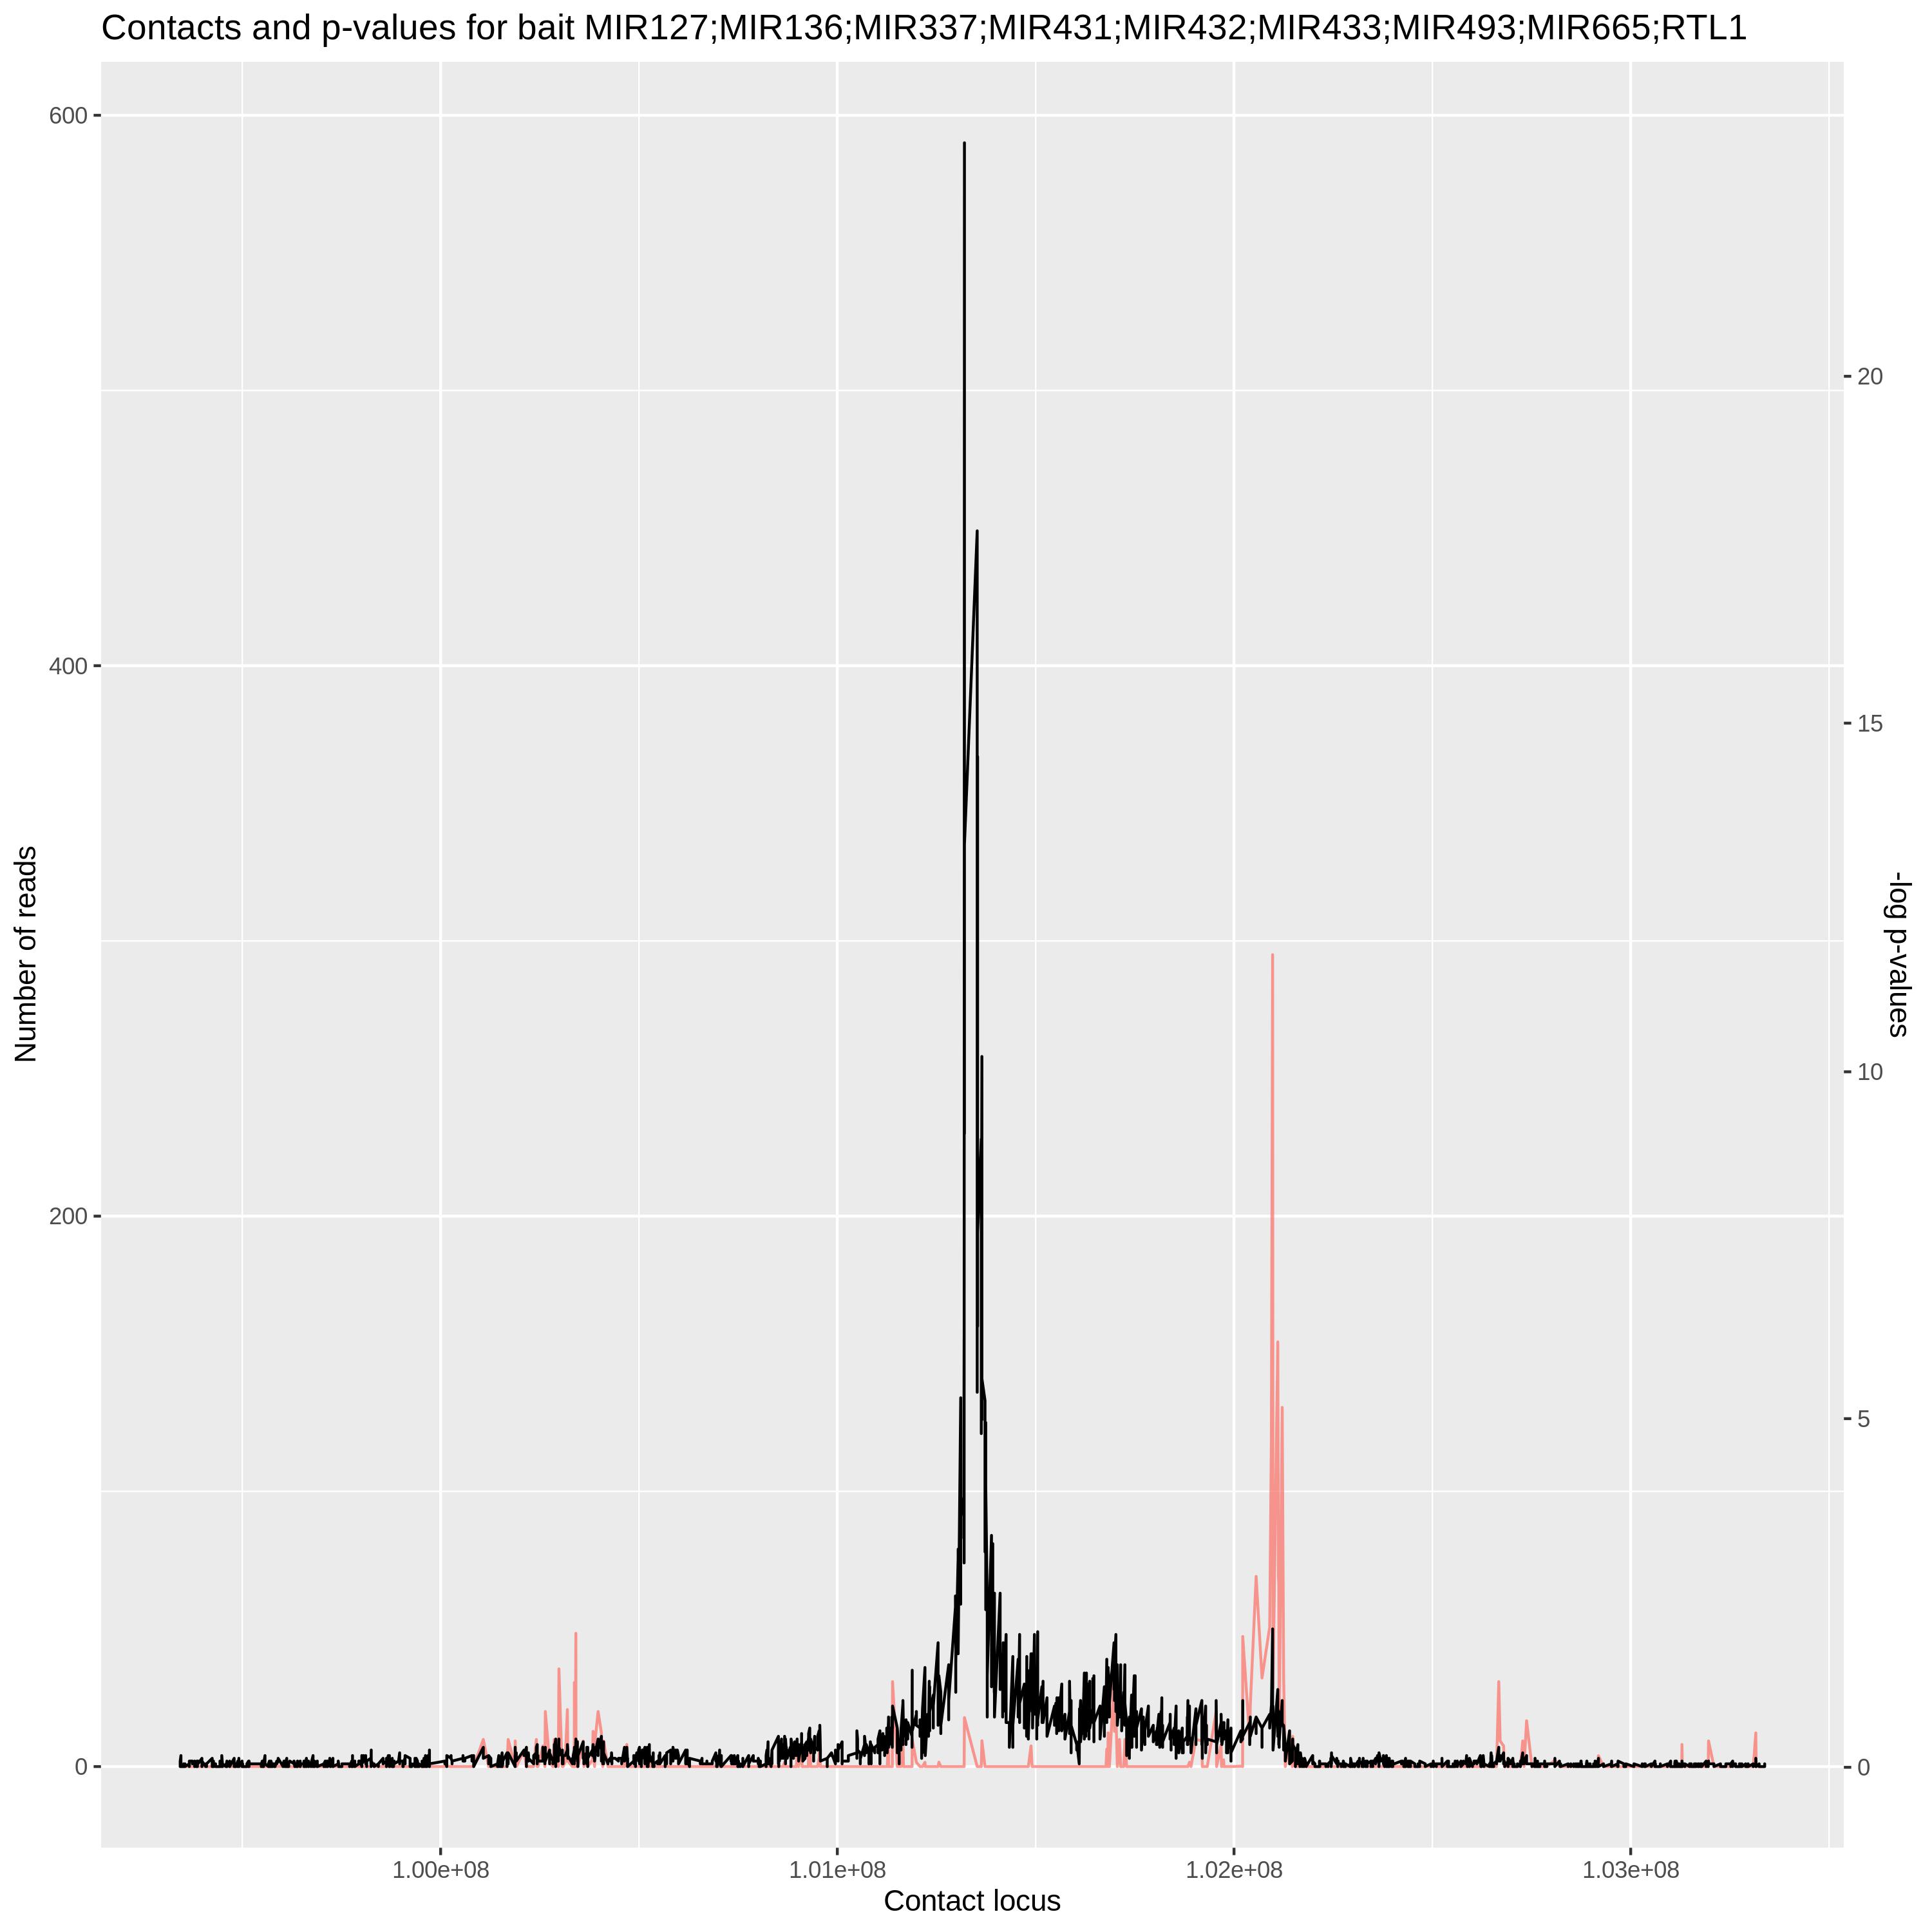 Contacts and p-values for bait MIR127;MIR136;MIR337;MIR431;MIR432;MIR433;MIR493;MIR665;RTL1
600
400
200
0
Number of reads
20
15
10
5
0
-log p-values
1.00e+08 1.01e+08 1.02e+08 1.03e+08
Contact locus